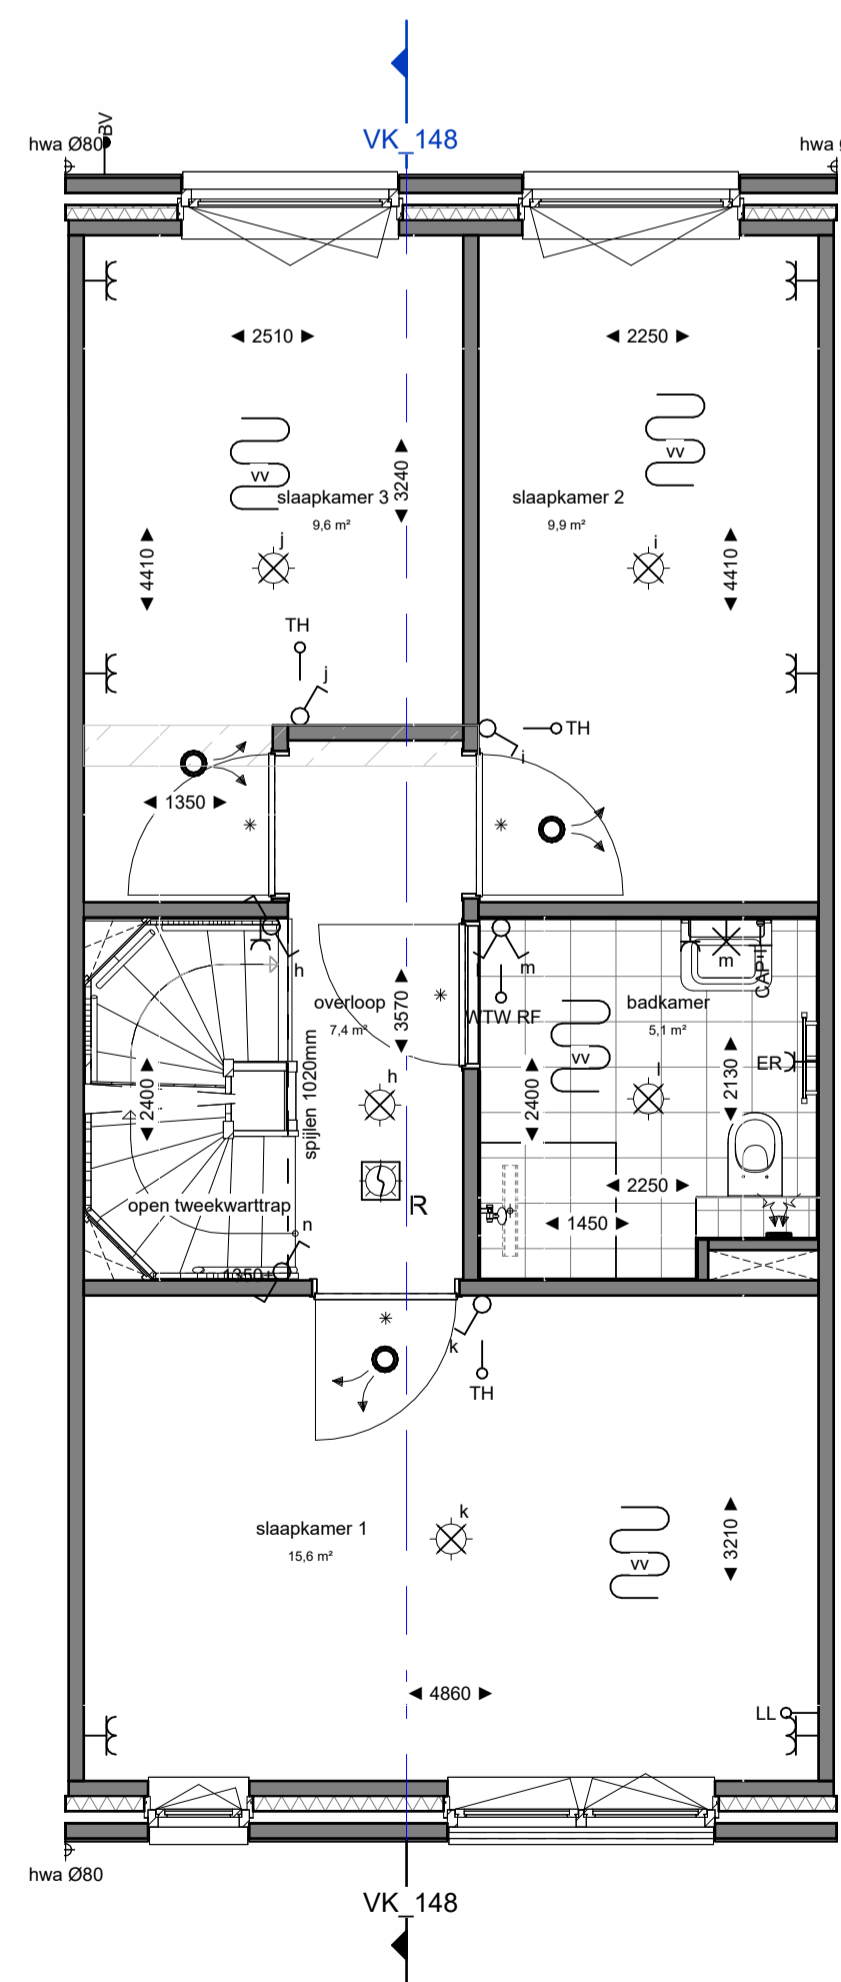 VK_148
hwa Ø80
BV
hwa
2510
2250
vv
vv
3240
slaapkamer 3
9,6 m²
slaapkamer 2
9,9 m²
j
i
4410
4410
TH
j
TH
i
1350
h
m
m
CAP
overloop
7,4 m²
3570
WTW RF
badkamer
5,1 m²
vv
ER
2130
2400
spijlen 1020mm
h
2400
l
2250
open tweekwarttrap
R
n
1450
1350+
k
TH
slaapkamer 1
15,6 m²
k
vv
3210
4860
LL
hwa Ø80
VK_148